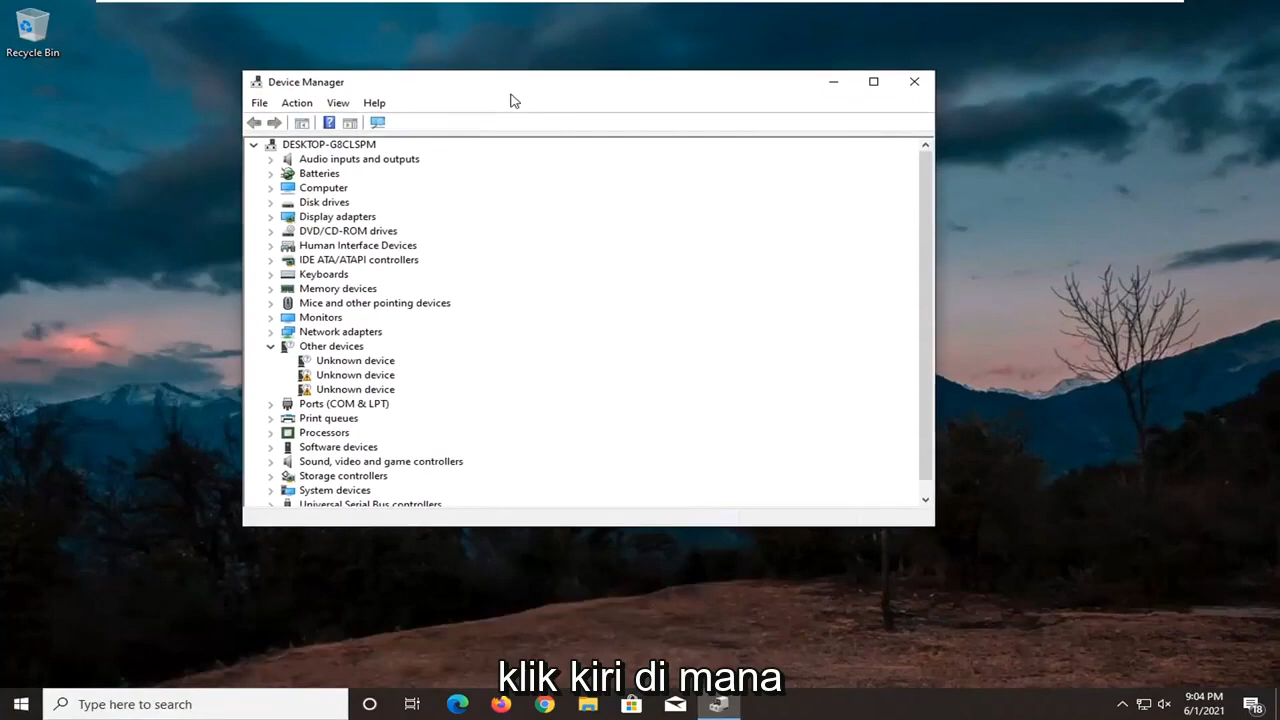 Recycle Bin
Device Manager
File Action View Help
DESKTOP-G8CLSPM
Audio inputs and outputs
Batteries
Computer
Disk drives
Display adapters
DVD/CD-ROM drives
Human Interface Devices
IDE ATA/ATAPI controllers
Keyboards
Memory devices
Mice and other pointing devices
Monitors
Network adapters
Other devices
Unknown device
Unknown device
Unknown device
Ports (COM & LPT)
Print queues
Processors
Software devices
Sound, video and game controllers
Storage controllers
System devices
Universal Serial Bus controllers
klik kiri di mana
Type here to search
9:04 PM
6/1/2021
18